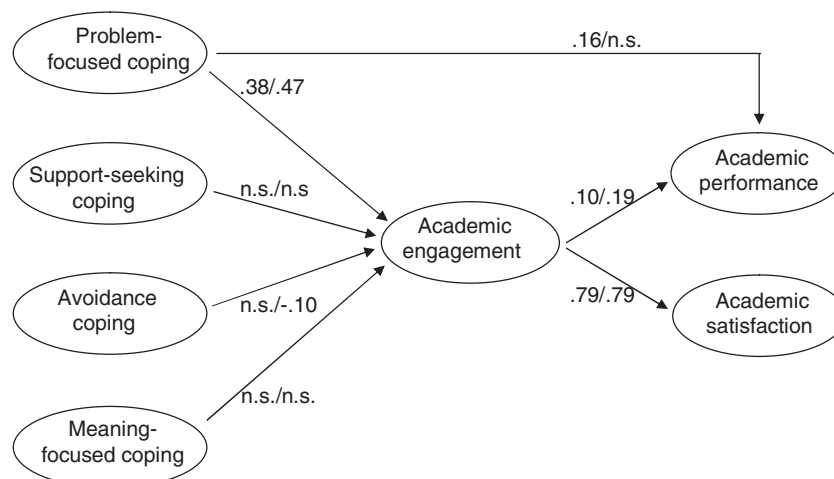 Problem-
focused coping
.16/n.s.
.38/.47
Support-seeking
coping
n.s./n.s
Academic
engagement
Academic
performance
.10/.19
Avoidance
coping
n.s./-.10
.79/.79
Academic
satisfaction
n.s./n.s.
Meaning-
focused coping